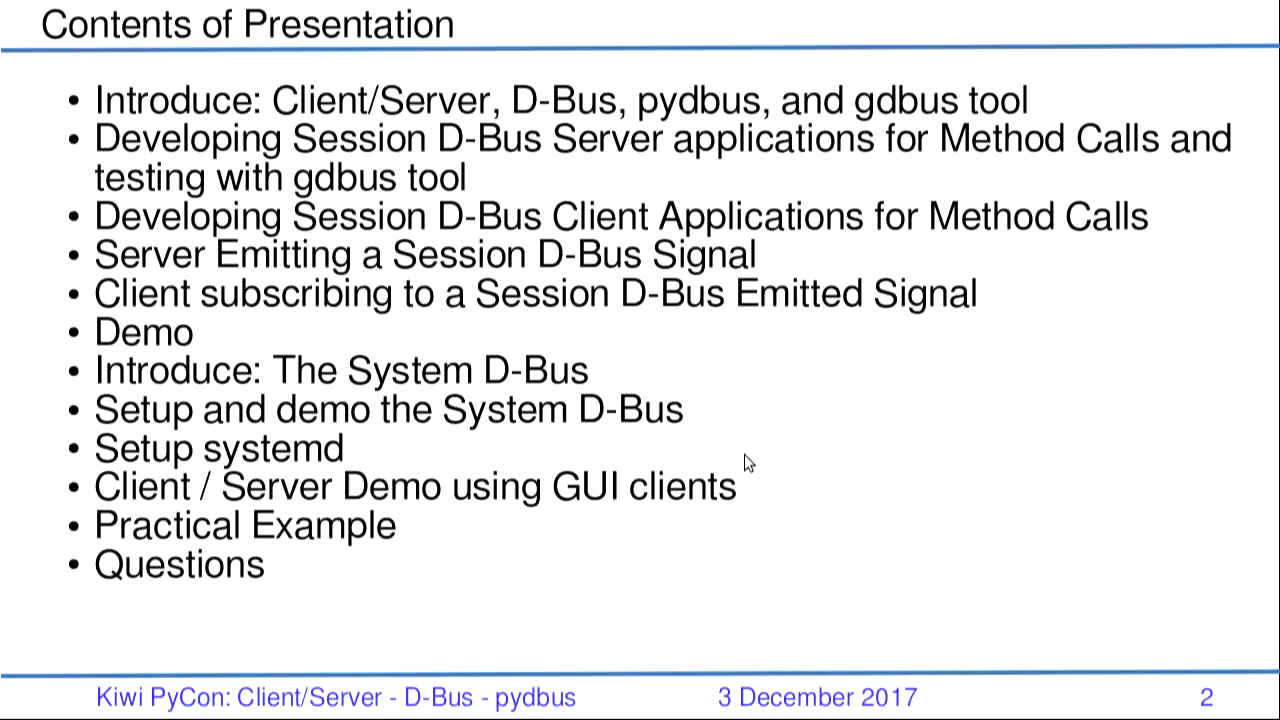 Contents of Presentation
• Introduce: Client/Server, D-Bus, pydbus, and gdbus tool
• Developing Session D-Bus Server applications for Method Calls and
testing with gdbus tool
• Developing Session D-Bus Client Applications for Method Calls
• Server Emitting a Session D-Bus Signal
• Client subscribing to a Session D-Bus Emitted Signal
• Demo
• Introduce: The System D-Bus
• Setup and demo the System D-Bus
• Setup systemd
• Client / Server Demo using GUI clients
• Practical Example
• Questions
Kiwi PyCon: Client/Server - D-Bus - pydbus 3 December 2017 2